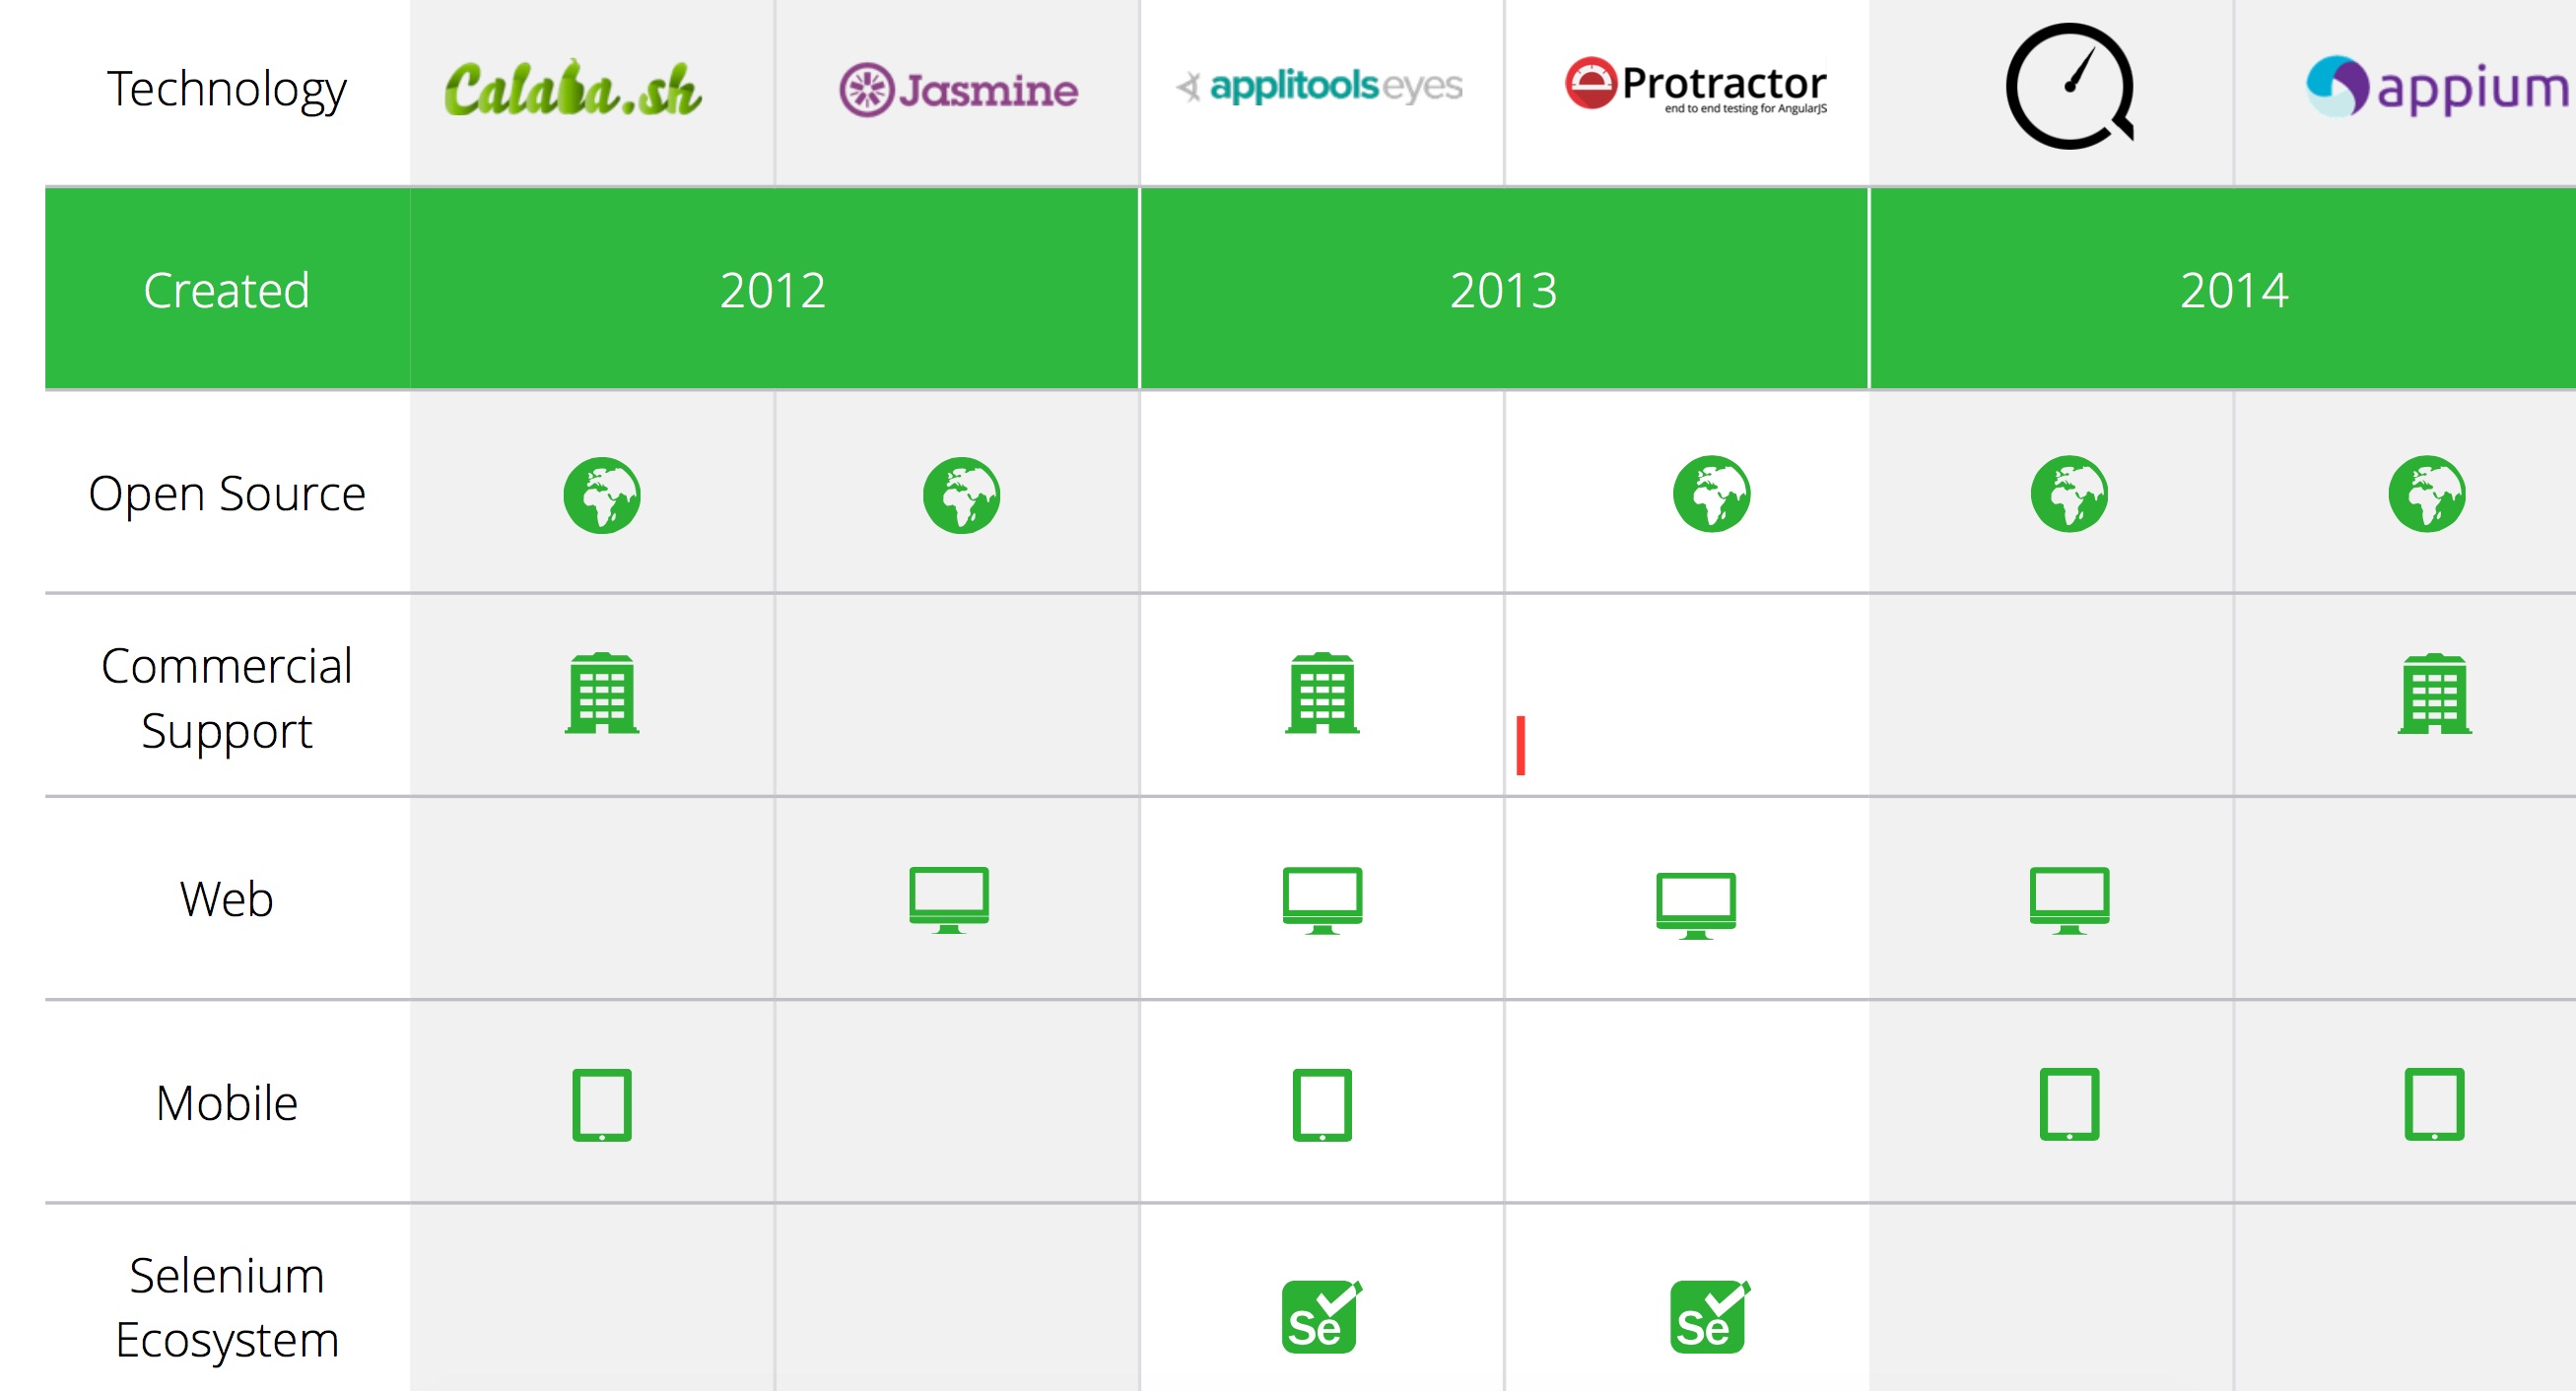 Technology
Calaba.sh
Jasmine
applitools eyes
Protractor
end to end testing for AngularJS
appium
Created
2012
2013
2014
Open Source
Commercial
Support
Web
Mobile
Selenium
Ecosystem
Se
Se